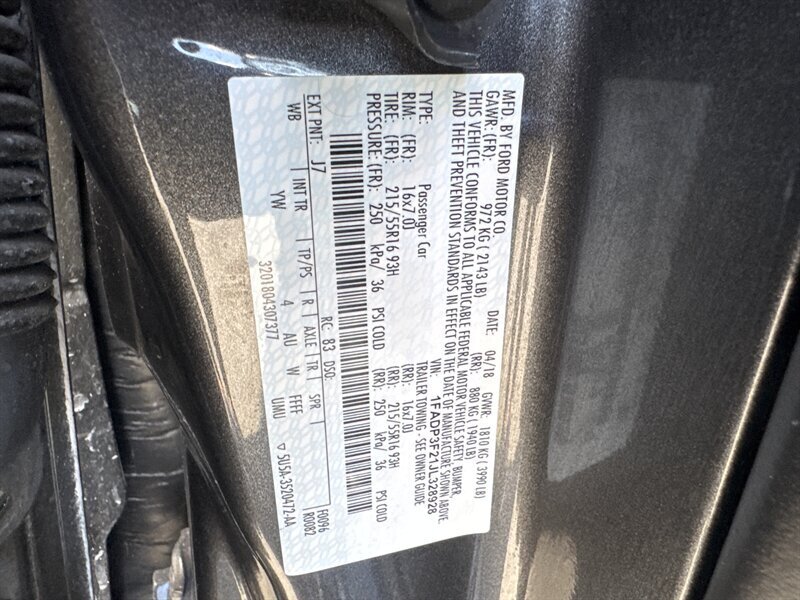 MFD. BY FORD MOTOR CO.
DATE: 04/18 GVWR: 1810 KG ( 3990 LB)
GAWR: (FR): 972 KG ( 2143 LB) (RR): 880 KG ( 1940 LB)
THIS VEHICLE CONFORMS TO ALL APPLICABLE FEDERAL MOTOR VEHICLE SAFETY, BUMPER,
AND THEFT PREVENTION STANDARDS IN EFFECT ON THE DATE OF MANUFACTURE SHOWN ABOVE.
VIN: 1FADP3F21JL328928
TYPE: Passenger Car TRAILER TOWING - SEE OWNER GUIDE
RIM: (FR): 16x7.0J (RR): 16x7.0J
TIRE: (FR): 215/55R16 93H (RR): 215/55R16 93H
PRESSURE: (FR): 250 kPa/ 36 PSI COLD (RR): 250 kPa/ 36 PSI COLD
EXT PNT: J7 RC: 83 DSO: F0096
WB INT TR TP/PS R AXLE TR SPR R0082
YW 4 AU W FFFF
3201804307377 UMU ▽ 5U5A-3520472-AA